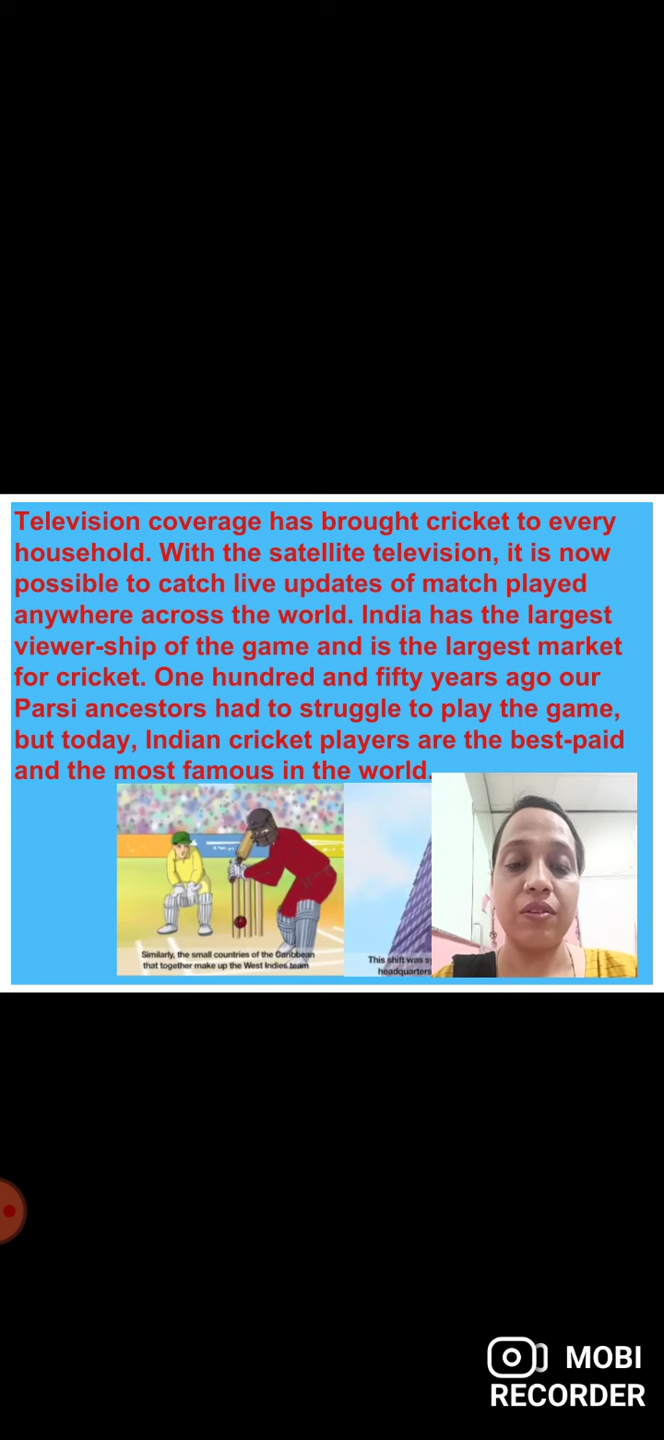 Television coverage has brought cricket to every
household. With the satellite television, it is now
possible to catch live updates of match played
anywhere across the world. India has the largest
viewer-ship of the game and is the largest market
for cricket. One hundred and fifty years ago our
Parsi ancestors had to struggle to play the game,
but today, Indian cricket players are the best-paid
and the most famous in the world.
Similarly, the small countries of the Caribbean
that together make up the West Indies team
This shift was
headquarters
MOBI
RECORDER